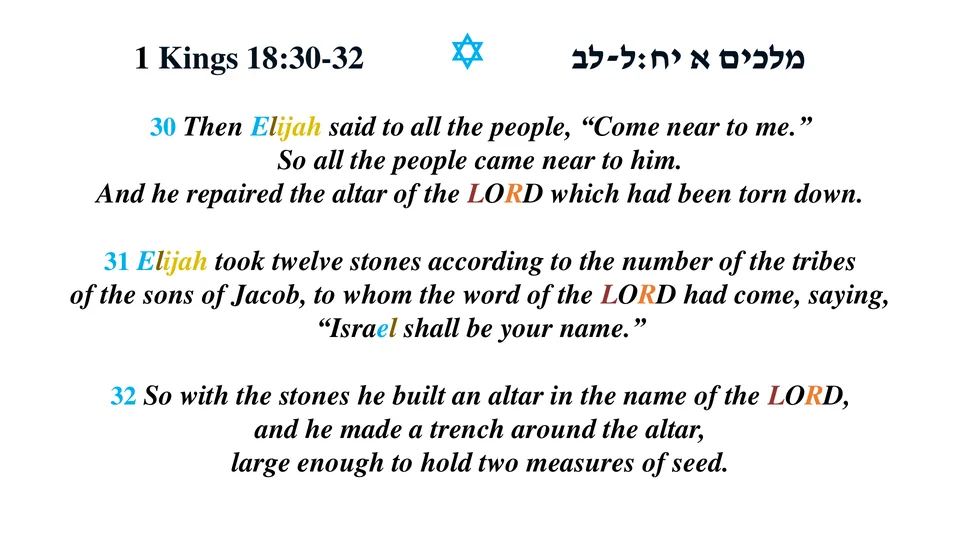 1 Kings 18:30-32 מלכים א יח:ל-לב
30 Then Elijah said to all the people, “Come near to me.”
So all the people came near to him.
And he repaired the altar of the LORD which had been torn down.
31 Elijah took twelve stones according to the number of the tribes
of the sons of Jacob, to whom the word of the LORD had come, saying,
“Israel shall be your name.”
32 So with the stones he built an altar in the name of the LORD,
and he made a trench around the altar,
large enough to hold two measures of seed.